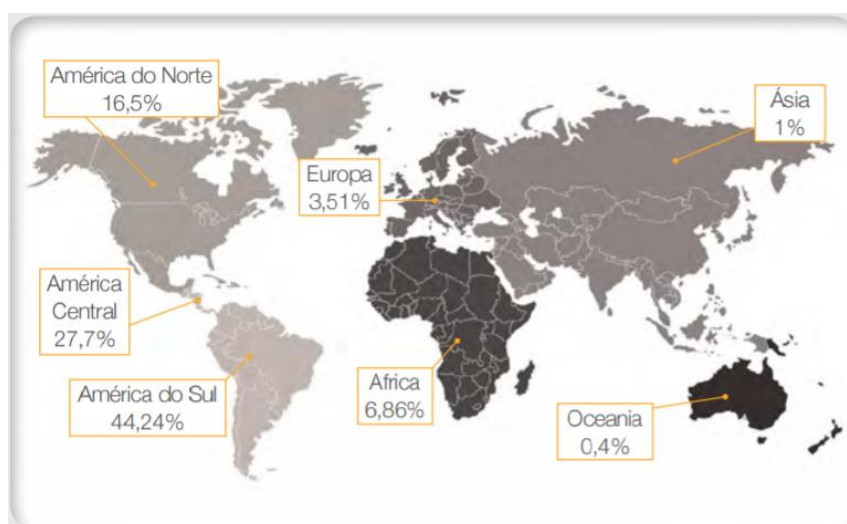 América do Norte
16,5%
Ásia
1%
Europa
3,51%
América
Central
27,7%
América do Sul
44,24%
Africa
6,86%
Oceania
0,4%